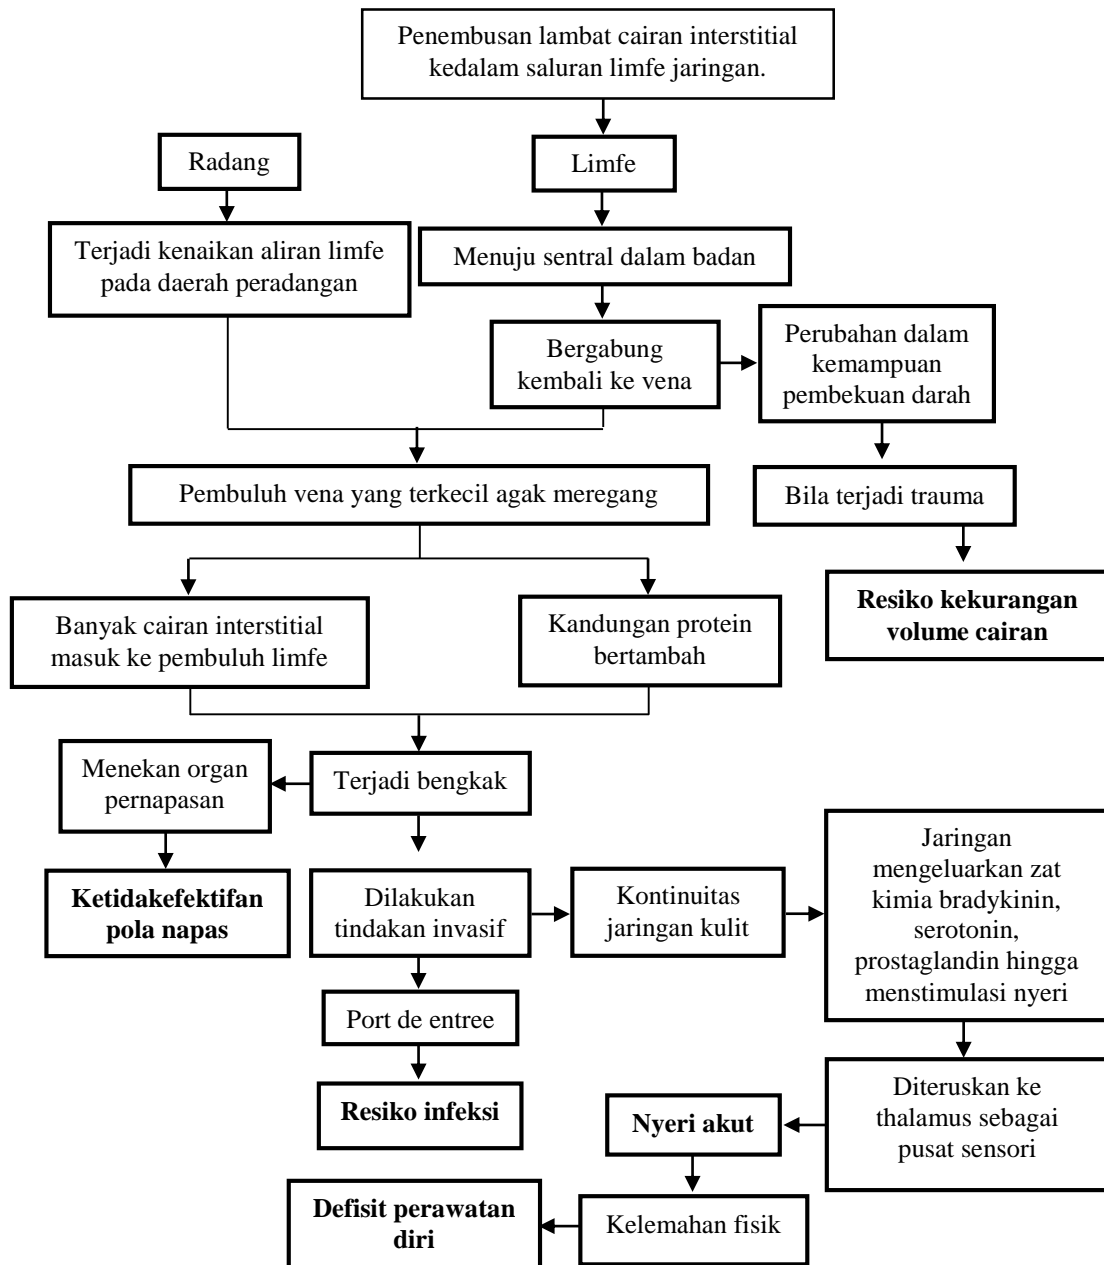 Penembusan lambat cairan interstitial
kedalam saluran limfe jaringan.
Radang
Limfe
Terjadi kenaikan aliran limfe
pada daerah peradangan
Menuju sentral dalam badan
Bergabung
kembali ke vena
Perubahan dalam
kemampuan
pembekuan darah
Pembuluh vena yang terkecil agak meregang
Bila terjadi trauma
Banyak cairan interstitial
masuk ke pembuluh limfe
Kandungan protein
bertambah
Resiko kekurangan
volume cairan
Menekan organ
pernapasan
Terjadi bengkak
Ketidakefektifan
pola napas
Dilakukan
tindakan invasif
Kontinuitas
jaringan kulit
Jaringan
mengeluarkan zat
kimia bradykinin,
serotonin,
prostaglandin hingga
menstimulasi nyeri
Port de entree
Resiko infeksi
Nyeri akut
Diteruskan ke
thalamus sebagai
pusat sensori
Defisit perawatan
diri
Kelemahan fisik